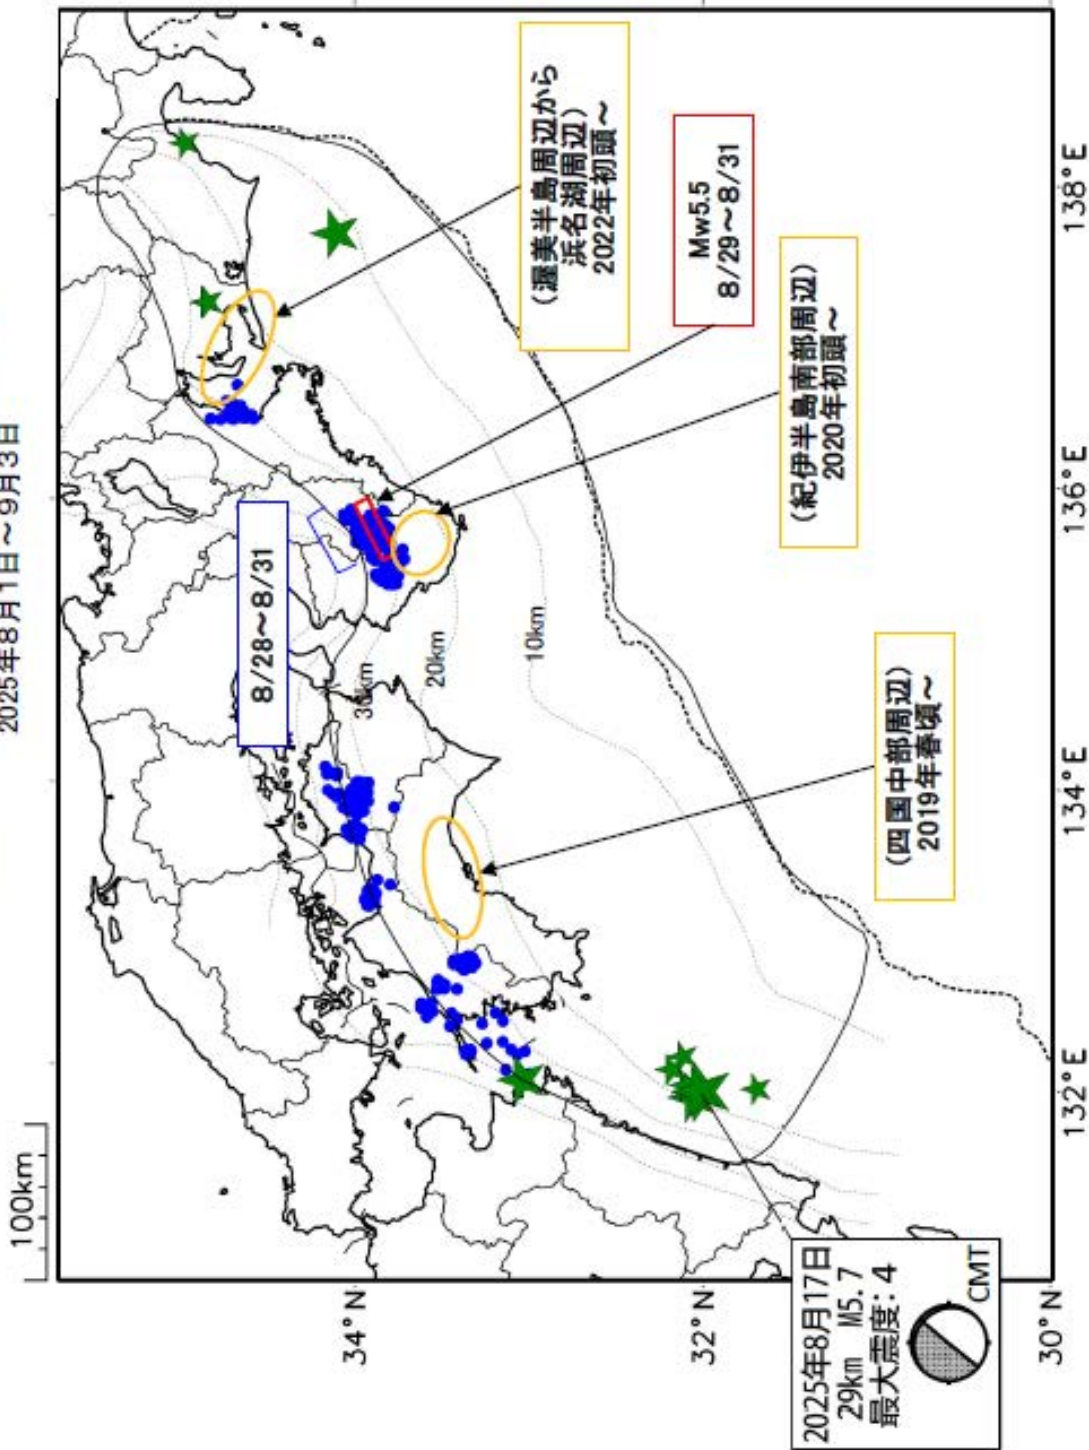 2025年8月1日～9月3日
100km
8/28～8/31
(渥美半島周辺から
浜名湖周辺)
2022年初頭～
Mw5.5
8/29～8/31
(紀伊半島南部周辺)
2020年初頭～
(四国中部周辺)
2019年春頃～
30km
20km
10km
2025年8月17日
29km M5.7
最大震度：4
CMT
34°N
32°N
30°N
132°E
134°E
136°E
138°E